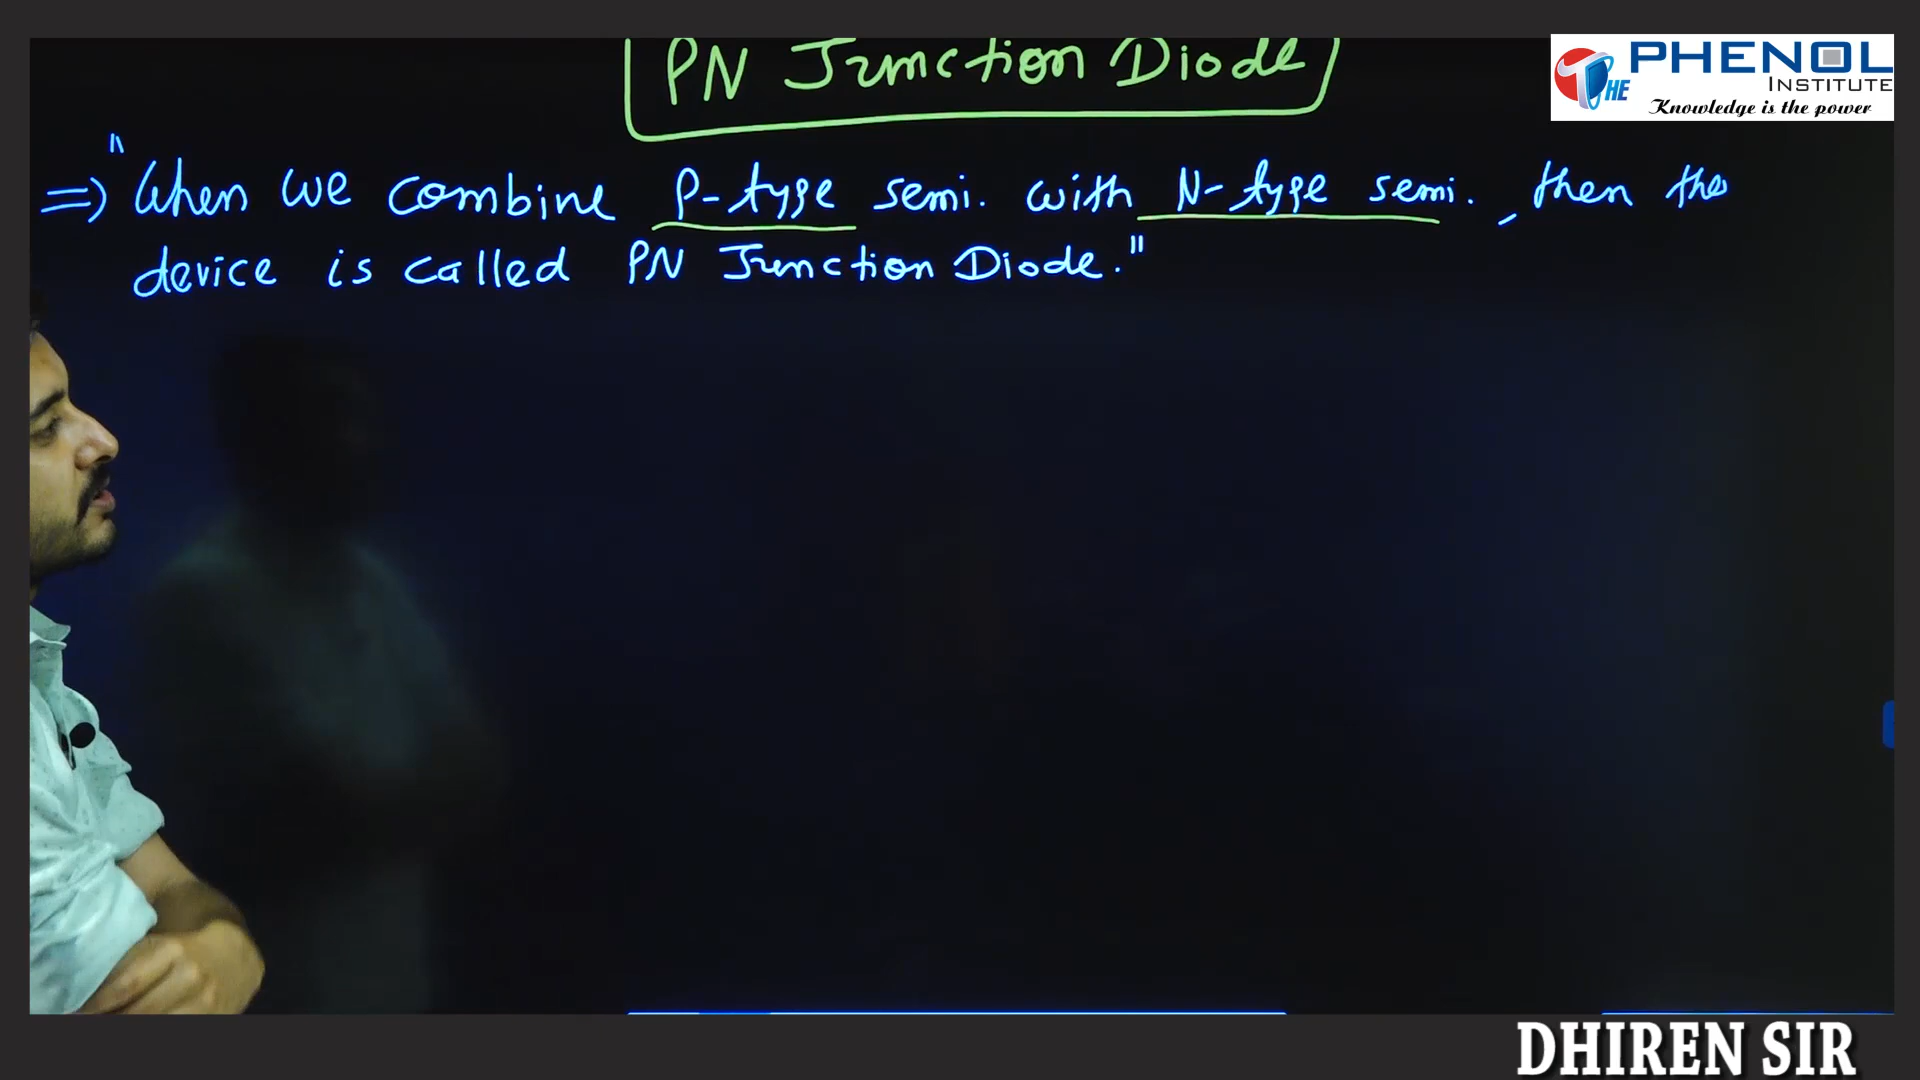 PN Junction Diode
THE PHENOL
INSTITUTE
Knowledge is the power
⇒ "When we combine P-type semi. with N-type semi., then the
device is called PN Junction Diode."
DHIREN SIR